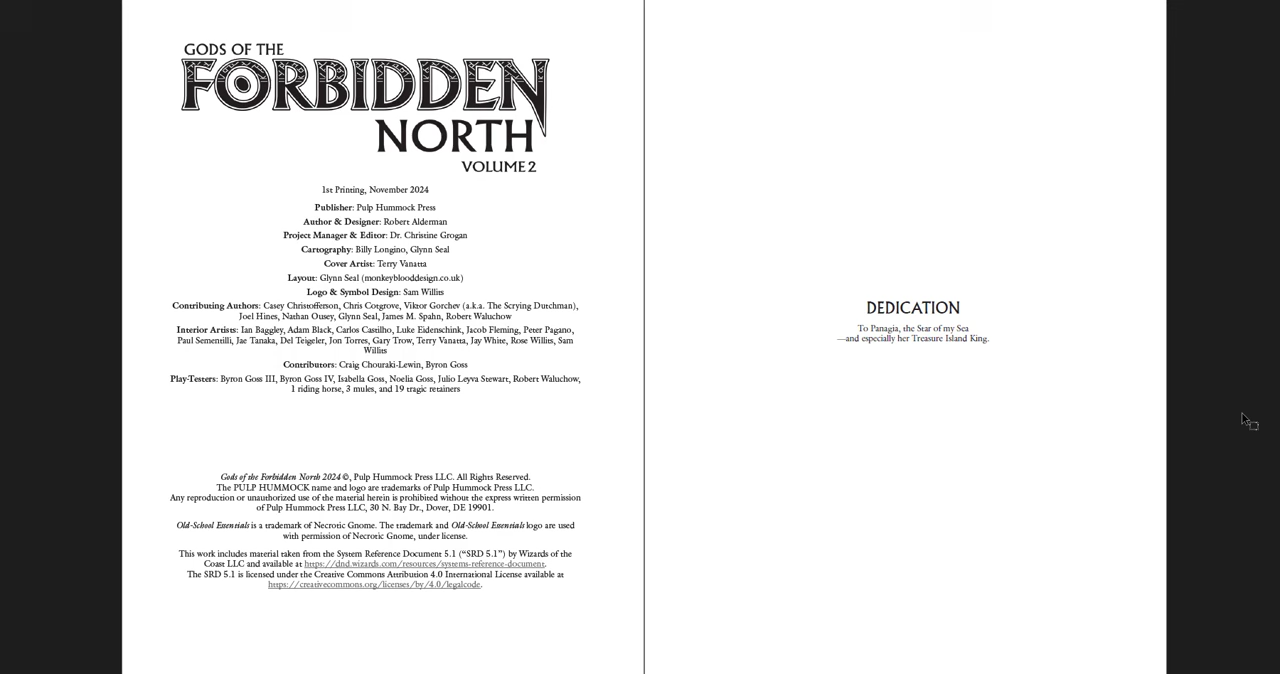 GODS OF THE
FORBIDDEN
NORTH
VOLUME 2
1st Printing, November 2024
Publisher: Pulp Hummock Press
Author & Designer: Robert Alderman
Project Manager & Editor: Dr. Christine Grogan
Cartography: Billy Longino, Glynn Seal
Cover Artist: Terry Vanatta
Layout: Glynn Seal (monkeyblooddesign.co.uk)
Logo & Symbol Design: Sam Willits
Contributing Authors: Casey Christofferson, Chris Cotgrove, Viktor Gorchev (a.k.a. The Scrying Dutchman),
Joel Hines, Nathan Ousey, Glynn Seal, James M. Spahn, Robert Waluchow
Interior Artists: Ian Baggley, Adam Black, Carlos Castilho, Luke Eidenschink, Jacob Fleming, Peter Pagano,
Paul Sementilli, Jae Tanaka, Del Teigeler, Jon Torres, Gary Trow, Terry Vanatta, Jay White, Rose Willits, Sam
Willits
Contributors: Craig Chouraki-Lewin, Byron Goss
Play-Testers: Byron Goss III, Byron Goss IV, Isabella Goss, Noelia Goss, Julio Leyva Stewart, Robert Waluchow,
1 riding horse, 3 mules, and 19 tragic retainers
Gods of the Forbidden North 2024 ©, Pulp Hummock Press LLC. All Rights Reserved.
The PULP HUMMOCK name and logo are trademarks of Pulp Hummock Press LLC.
Any reproduction or unauthorized use of the material herein is prohibited without the express written permission
of Pulp Hummock Press LLC, 30 N. Bay Dr., Dover, DE 19901.
Old-School Essentials is a trademark of Necrotic Gnome. The trademark and Old-School Essentials logo are used
with permission of Necrotic Gnome, under license.
This work includes material taken from the System Reference Document 5.1 (“SRD 5.1”) by Wizards of the
Coast LLC and available at https://dnd.wizards.com/resources/systems-reference-document.
The SRD 5.1 is licensed under the Creative Commons Attribution 4.0 International License available at
https://creativecommons.org/licenses/by/4.0/legalcode.
DEDICATION
To Panagia, the Star of my Sea
—and especially her Treasure Island King.